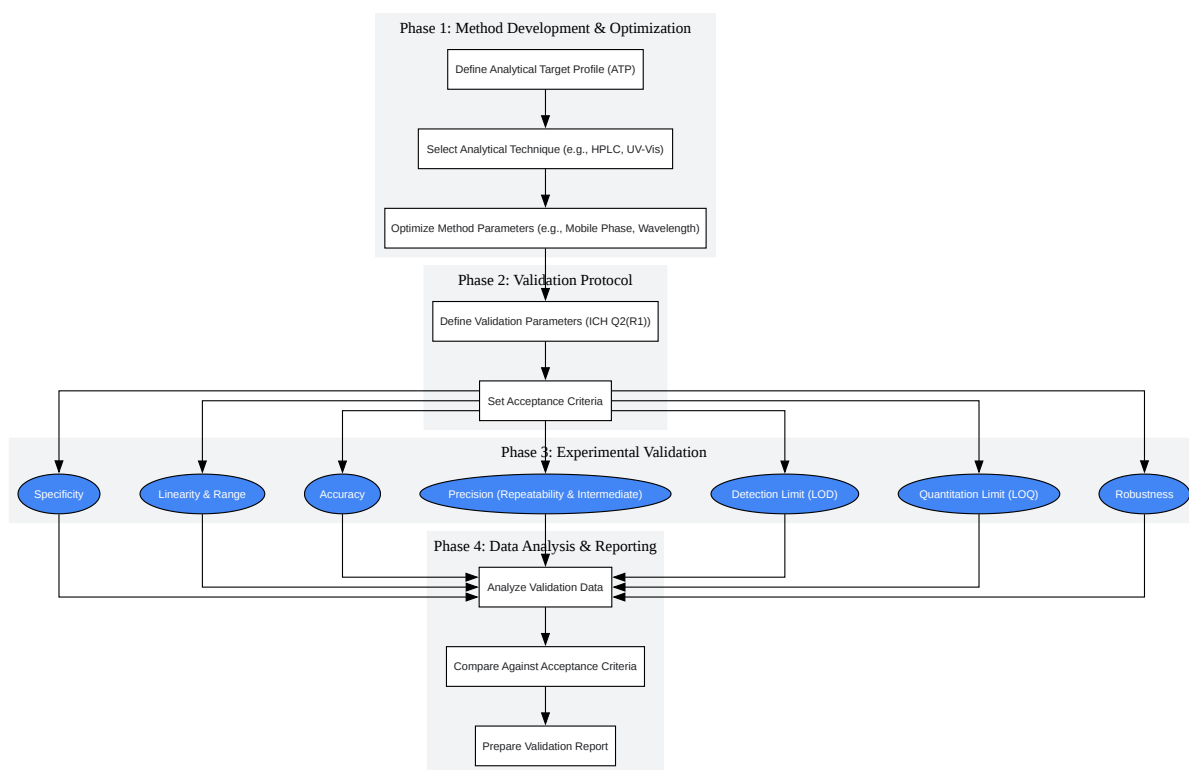 Phase 1: Method Development & Optimization
Define Analytical Target Profile (ATP)
Select Analytical Technique (e.g., HPLC, UV-Vis)
Optimize Method Parameters (e.g., Mobile Phase, Wavelength)
Phase 2: Validation Protocol
Define Validation Parameters (ICH Q2(R1))
Set Acceptance Criteria
Phase 3: Experimental Validation
Specificity
Linearity & Range
Accuracy
Precision (Repeatability & Intermediate)
Detection Limit (LOD)
Quantitation Limit (LOQ)
Robustness
Phase 4: Data Analysis & Reporting
Analyze Validation Data
Compare Against Acceptance Criteria
Prepare Validation Report